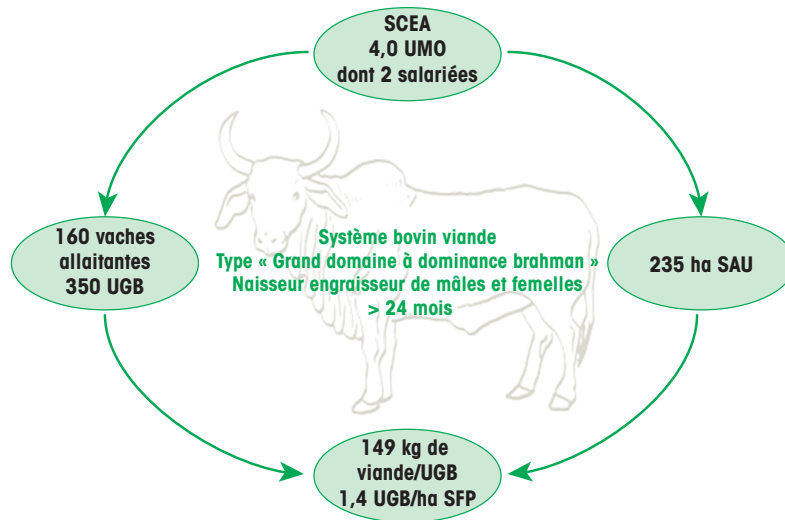 SCEA
4,0 UMO
dont 2 salariées
160 vaches
allaitantes
350 UGB
Système bovin viande
Type « Grand domaine à dominance brahman »
Naisseur engraisseur de mâles et femelles
> 24 mois
235 ha SAU
149 kg de
viande/UGB
1,4 UGB/ha SFP